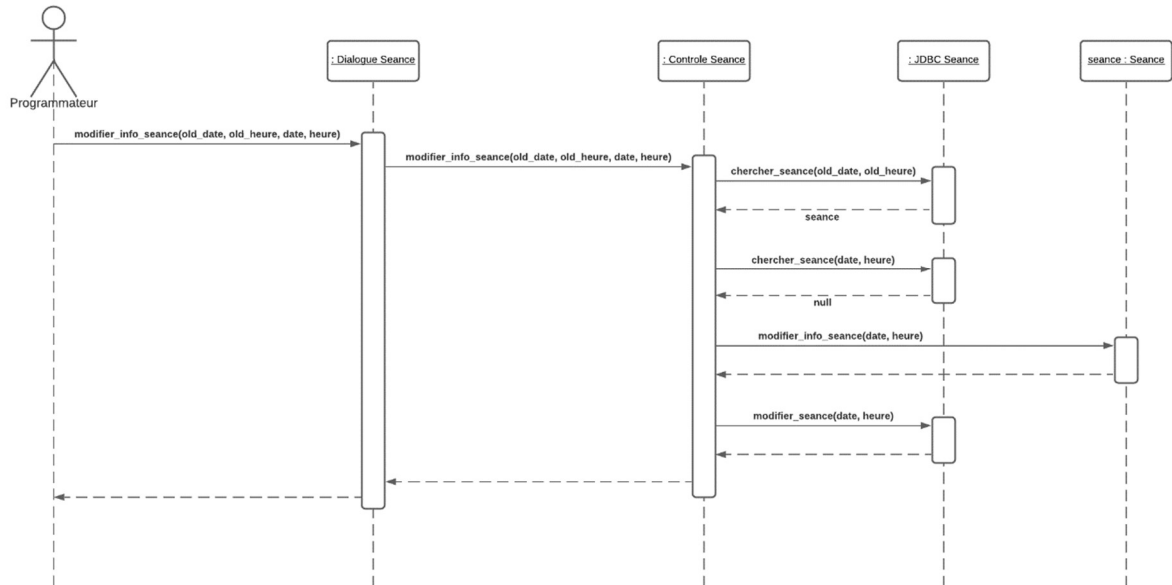 : Dialogue Seance
: Controle Seance
: JDBC Seance
seance : Seance
Programmateur
modifier_info_seance(old_date, old_heure, date, heure)
modifier_info_seance(old_date, old_heure, date, heure)
chercher_seance(old_date, old_heure)
seance
chercher_seance(date, heure)
null
modifier_info_seance(date, heure)
modifier_seance(date, heure)